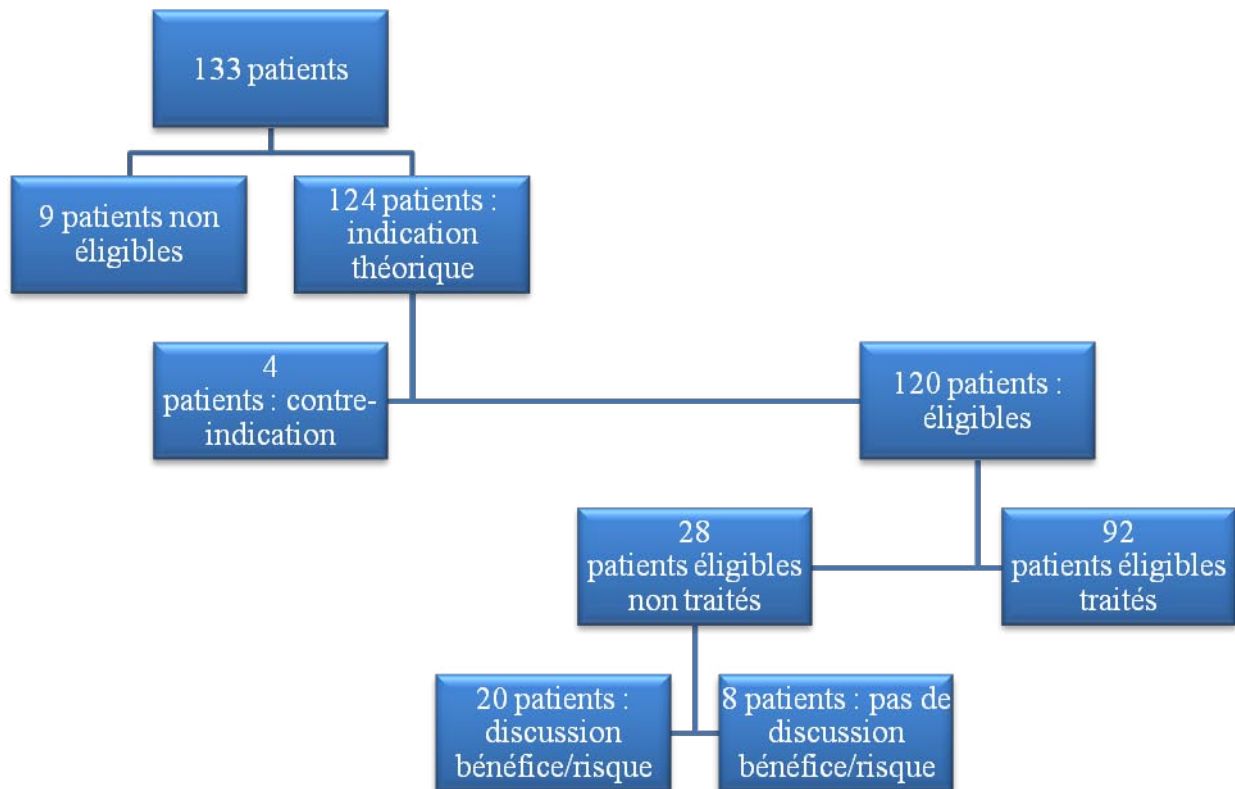 133 patients
9 patients non
éligibles
124 patients :
indication
théorique
4
patients : contre-
indication
120 patients :
éligibles
28
patients éligibles
non traités
92
patients éligibles
traités
20 patients :
discussion
bénéfice/risque
8 patients : pas de
discussion
bénéfice/risque